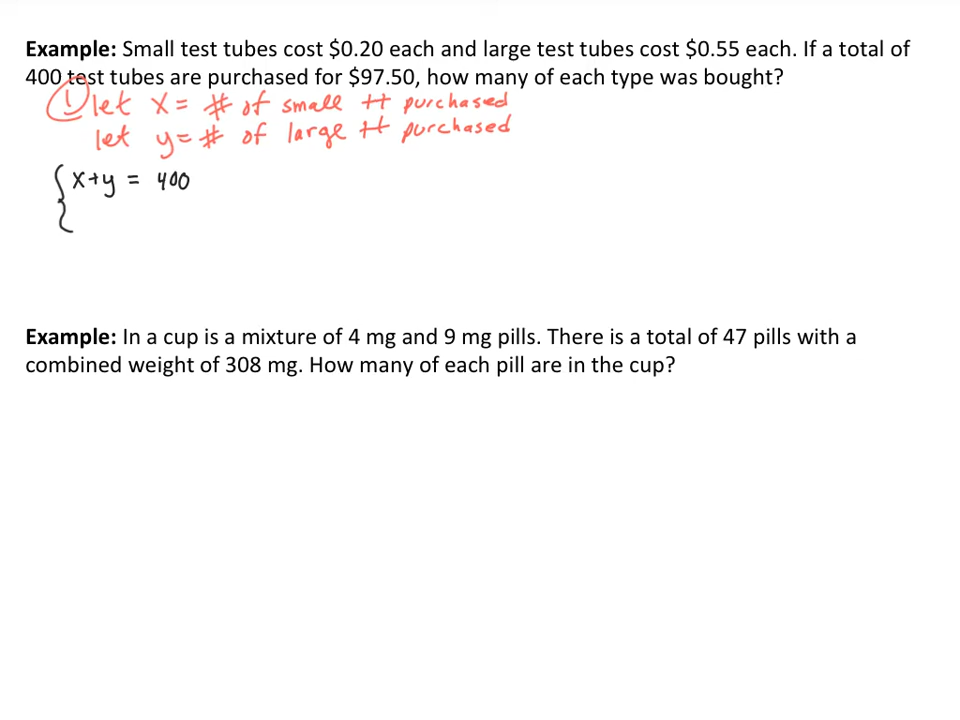 Example: Small test tubes cost $0.20 each and large test tubes cost $0.55 each. If a total of
400 test tubes are purchased for $97.50, how many of each type was bought?
① let x = # of small tt purchased
let y = # of large tt purchased
{ x+y = 400
Example: In a cup is a mixture of 4 mg and 9 mg pills. There is a total of 47 pills with a
combined weight of 308 mg. How many of each pill are in the cup?